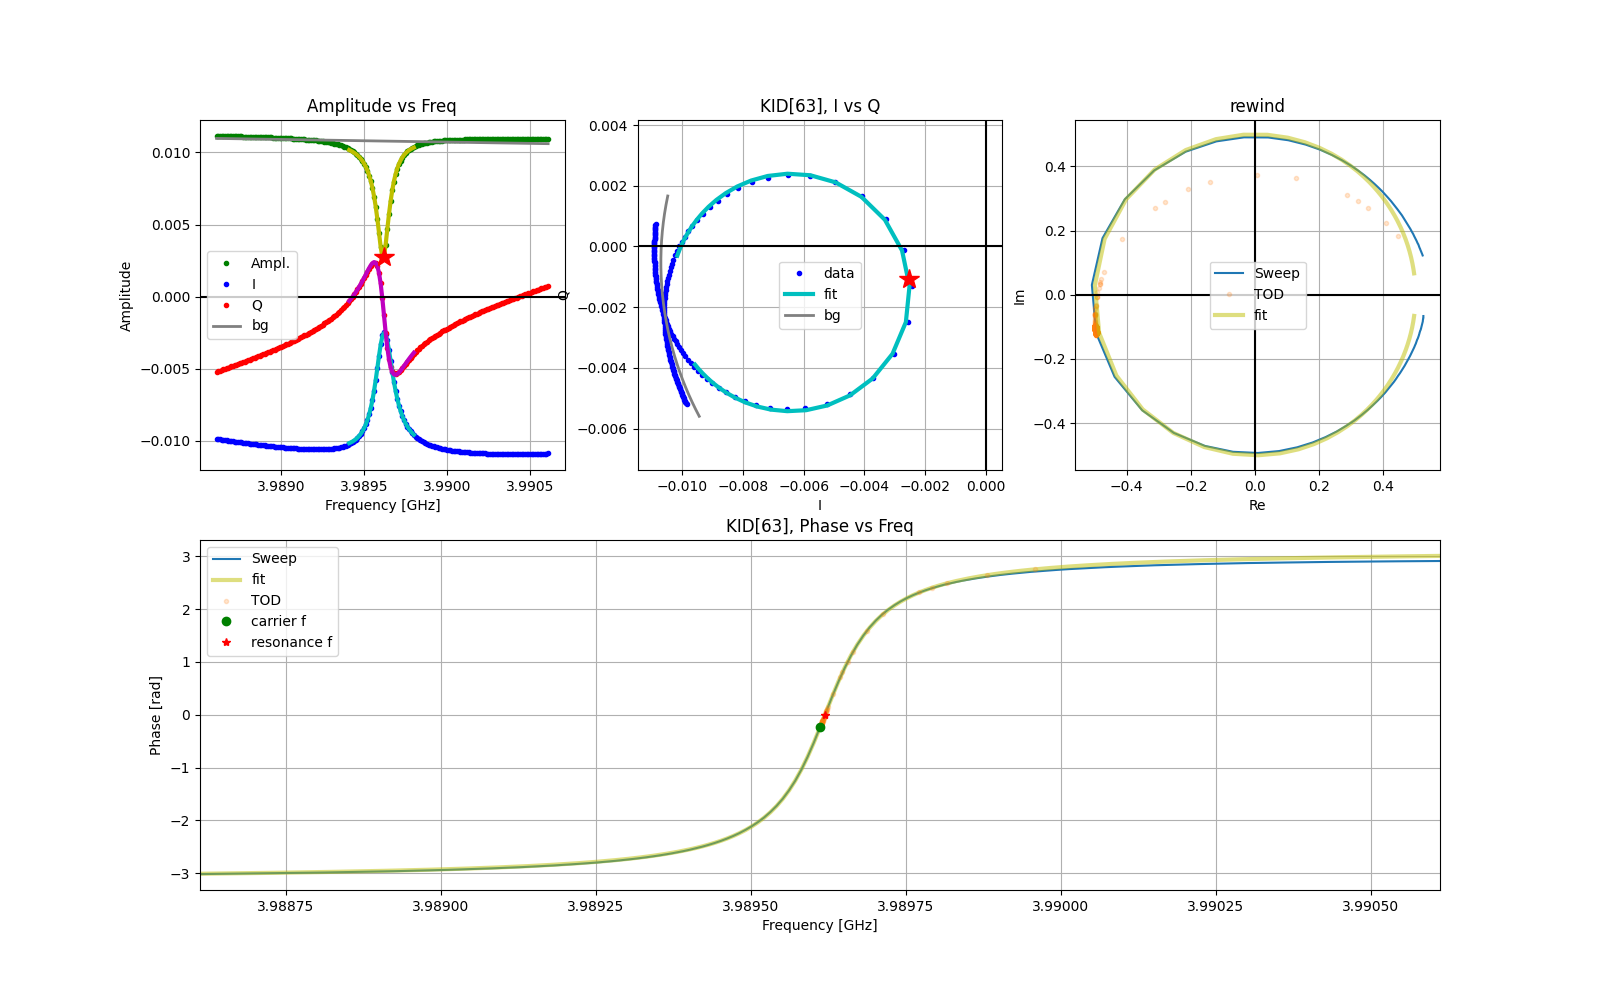 Amplitude vs Freq
Amplitude
0.010
0.005
0.000
−0.005
−0.010
Ampl.
I
Q
bg
3.9890
3.9895
3.9900
3.9905
Frequency [GHz]
KID[63], I vs Q
Q
0.004
0.002
0.000
−0.002
−0.004
−0.006
data
fit
bg
−0.010
−0.008
−0.006
−0.004
−0.002
0.000
I
rewind
Im
0.4
0.2
0.0
−0.2
−0.4
Sweep
TOD
fit
−0.4
−0.2
0.0
0.2
0.4
Re
KID[63], Phase vs Freq
Phase [rad]
3
2
1
0
−1
−2
−3
Sweep
fit
TOD
carrier f
resonance f
3.98875
3.98900
3.98925
3.98950
3.98975
3.99000
3.99025
3.99050
Frequency [GHz]